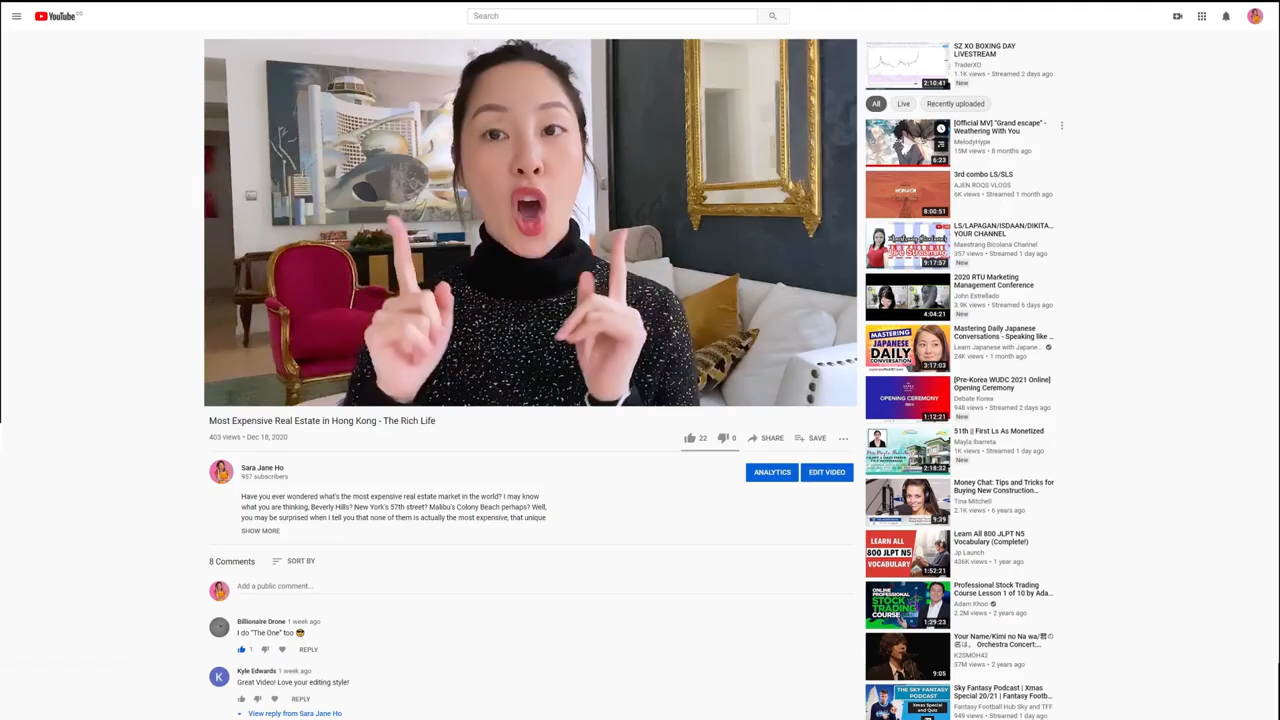 YouTube CO
Search
SZ XO BOXING DAY
LIVESTREAM
TraderXO
1.1K views • Streamed 2 days ago
New
2:10:41
All
Live
Recently uploaded
[Official MV] "Grand escape" -
Weathering With You
MelodyHype
15M views • 8 months ago
6:23
3rd combo LS/SLS
AJEN ROQS VLOGS
6K views • Streamed 1 month ago
8:00:51
LS/LAPAGAN/ISDAAN/DIKITA...
YOUR CHANNEL
Maestrang Bicolana Channel
357 views • Streamed 1 day ago
New
Live Streaming
9:17:57
2020 RTU Marketing
Management Conference
John Estrellado
3.9K views • Streamed 6 days ago
New
4:04:21
Mastering Daily Japanese
Conversations - Speaking like ...
Learn Japanese with Japane...
24K views • 1 month ago
MASTERING
JAPANESE
DAILY
CONVERSATION
3:17:03
[Pre-Korea WUDC 2021 Online]
Opening Ceremony
Debate Korea
948 views • Streamed 2 days ago
New
OPENING CEREMONY
1:12:21
51th || First Ls As Monetized
Mayla Ibarreta.
1K views • Streamed 1 day ago
New
2:18:32
Money Chat: Tips and Tricks for
Buying New Construction...
Tina Mitchell
2.1K views • 6 years ago
9:39
Learn All 800 JLPT N5
Vocabulary (Complete!)
Jp Launch
436K views • 1 year ago
LEARN ALL
800 JLPT N5
VOCABULARY
1:52:21
Professional Stock Trading
Course Lesson 1 of 10 by Ada...
Adam Khoo
2.2M views • 2 years ago
ONLINE
PROFESSIONAL
STOCK
TRADING
COURSE
1:29:23
Your Name/Kimi no Na wa/君の
名は。 Orchestra Concert:...
K2SMOH42
37M views • 2 years ago
9:05
Sky Fantasy Podcast | Xmas
Special 20/21 | Fantasy Footb...
Fantasy Football Hub Sky and TFF
949 views • Streamed 1 day ago
THE SKY FANTASY
PODCAST
Xmas
Special
and Quiz
Most Expensive Real Estate in Hong Kong - The Rich Life
403 views • Dec 18, 2020
22
0
SHARE
SAVE
Sara Jane Ho
957 subscribers
ANALYTICS
EDIT VIDEO
Have you ever wondered what's the most expensive real estate market in the world? I may know
what you are thinking, Beverly Hills? New York's 57th street? Malibu's Colony Beach perhaps? Well,
you may be surprised when I tell you that none of them is actually the most expensive, that unique
SHOW MORE
8 Comments
SORT BY
Add a public comment...
Billionaire Drone 1 week ago
I do "The One" too 😎
1
REPLY
K
Kyle Edwards 1 week ago
Great Video! Love your editing style!
REPLY
View reply from Sara Jane Ho